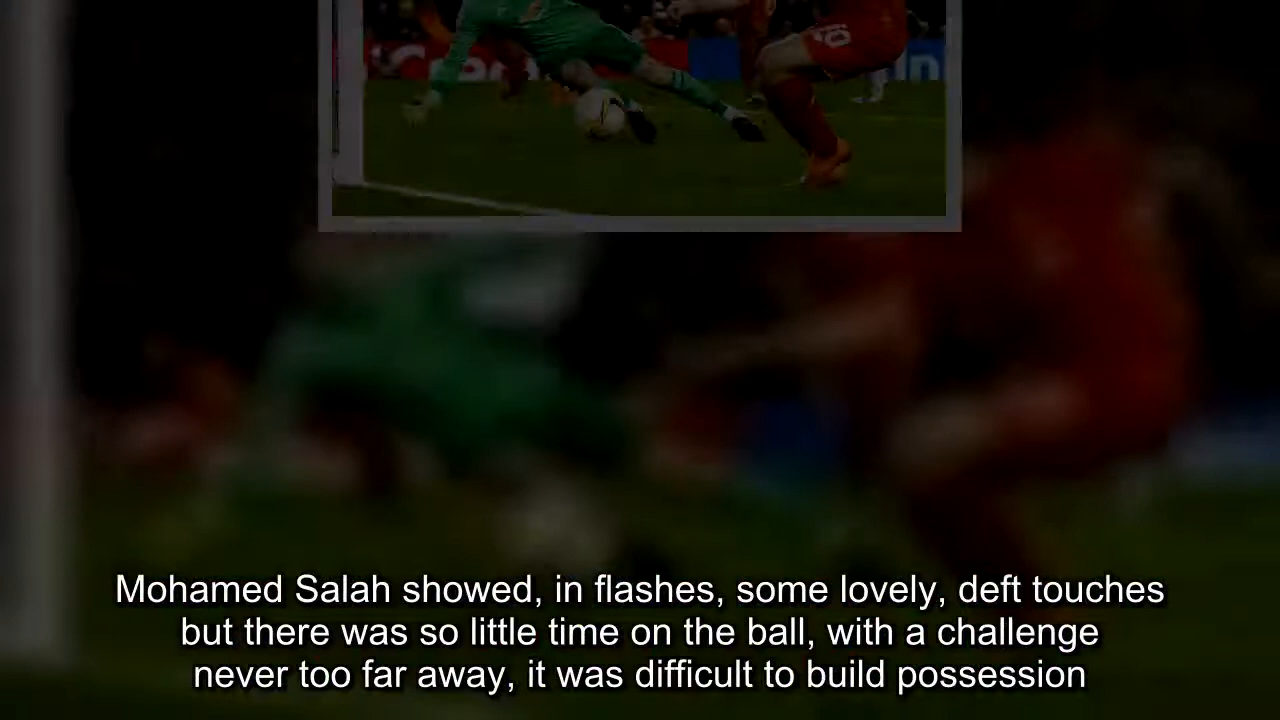 10
Mohamed Salah showed, in flashes, some lovely, deft touches
but there was so little time on the ball, with a challenge
never too far away, it was difficult to build possession